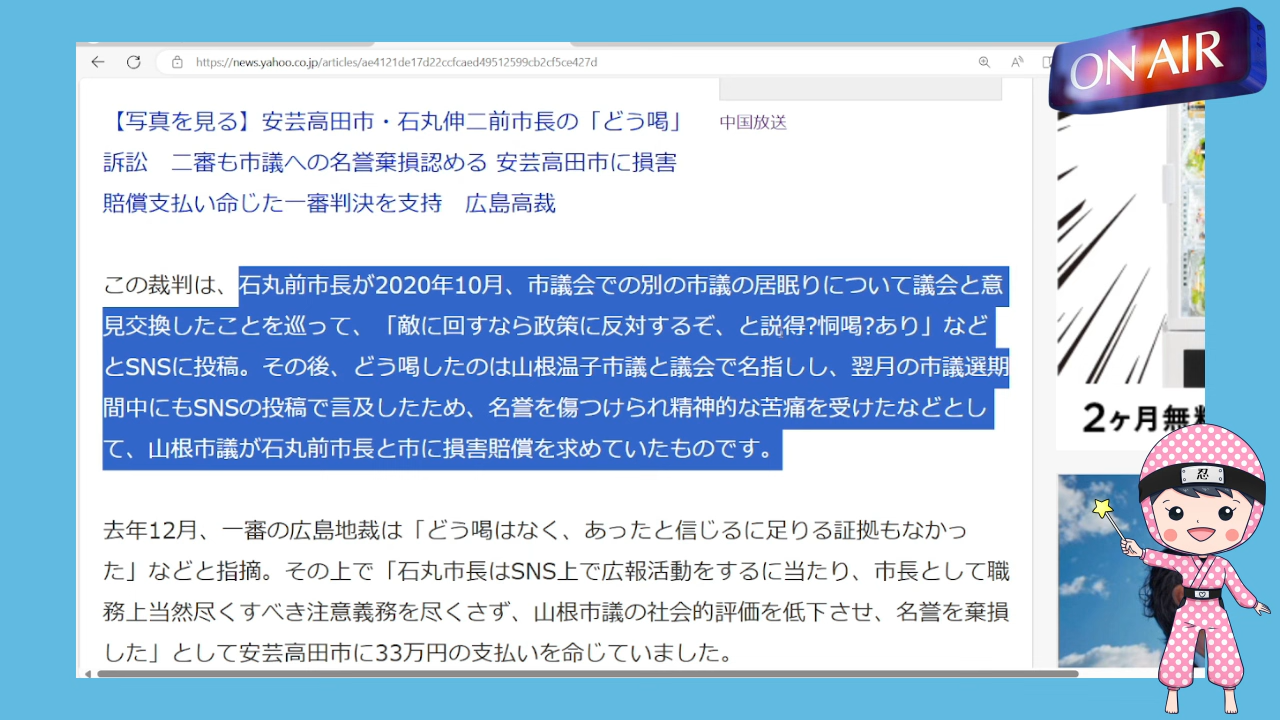 https://news.yahoo.co.jp/articles/ae4121de17d22ccfcaed49512599cb2cf5ce427d
ON AIR
【写真を見る】安芸高田市・石丸伸二前市長の「どう喝」
訴訟　二審も市議への名誉棄損認める 安芸高田市に損害
賠償支払い命じた一審判決を支持　広島高裁
中国放送
この裁判は、石丸前市長が2020年10月、市議会での別の市議の居眠りについて議会と意
見交換したことを巡って、「敵に回すなら政策に反対するぞ、と説得?恫喝?あり」など
とSNSに投稿。その後、どう喝したのは山根温子市議と議会で名指しし、翌月の市議選期
間中にもSNSの投稿で言及したため、名誉を傷つけられ精神的な苦痛を受けたなどとし
て、山根市議が石丸前市長と市に損害賠償を求めていたものです。
去年12月、一審の広島地裁は「どう喝はなく、あったと信じるに足りる証拠もなかっ
た」などと指摘。その上で「石丸市長はSNS上で広報活動をするに当たり、市長として職
務上当然尽くすべき注意義務を尽くさず、山根市議の社会的評価を低下させ、名誉を棄損
した」として安芸高田市に33万円の支払いを命じていました。
2ヶ月無料
忍